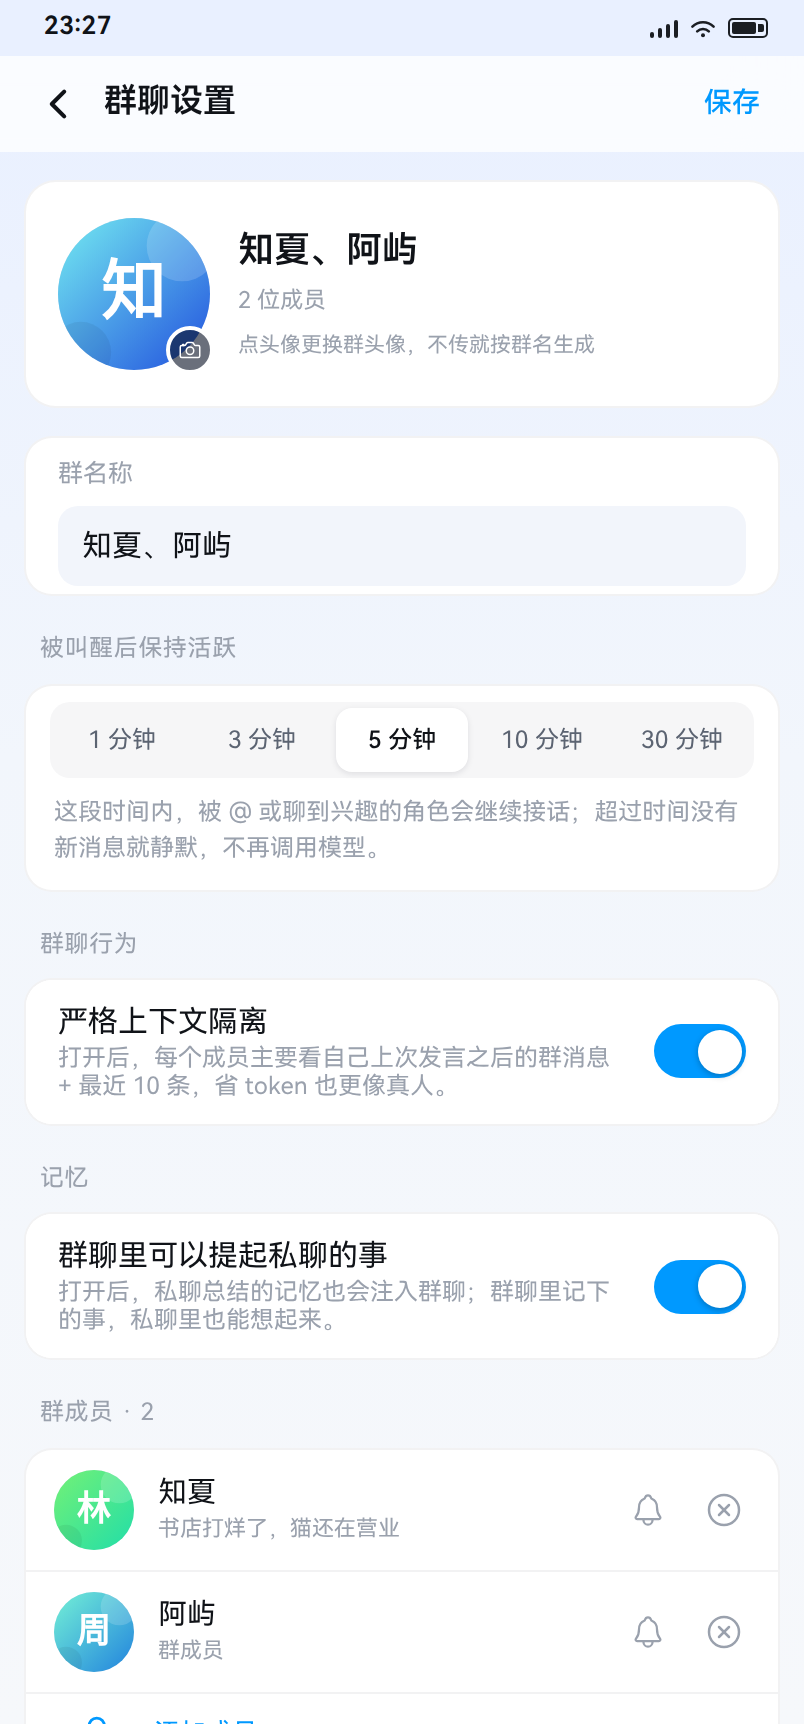 23:27
群聊设置
保存
知
知夏、阿屿
2 位成员
点头像更换群头像，不传就按群名生成
群名称
知夏、阿屿
被叫醒后保持活跃
1 分钟
3 分钟
5 分钟
10 分钟
30 分钟
这段时间内，被 @ 或聊到兴趣的角色会继续接话；超过时间没有
新消息就静默，不再调用模型。
群聊行为
严格上下文隔离
打开后，每个成员主要看自己上次发言之后的群消息
+ 最近 10 条，省 token 也更像真人。
记忆
群聊里可以提起私聊的事
打开后，私聊总结的记忆也会注入群聊；群聊里记下
的事，私聊里也能想起来。
群成员 · 2
林
知夏
书店打烊了，猫还在营业
周
阿屿
群成员